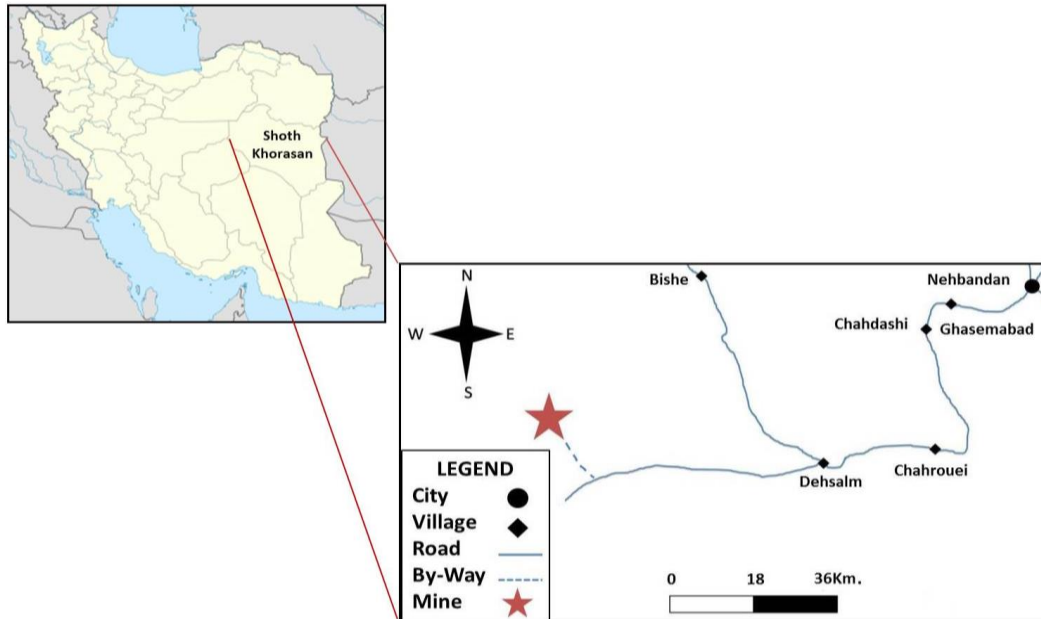 Shoth
Khorasan
N
W E
S
Bishe
Nehbandan
Chahdashi
Ghasemabad
Chahrouei
Dehsalm
LEGEND
City
Village
Road
By-Way
Mine
0 18 36Km.